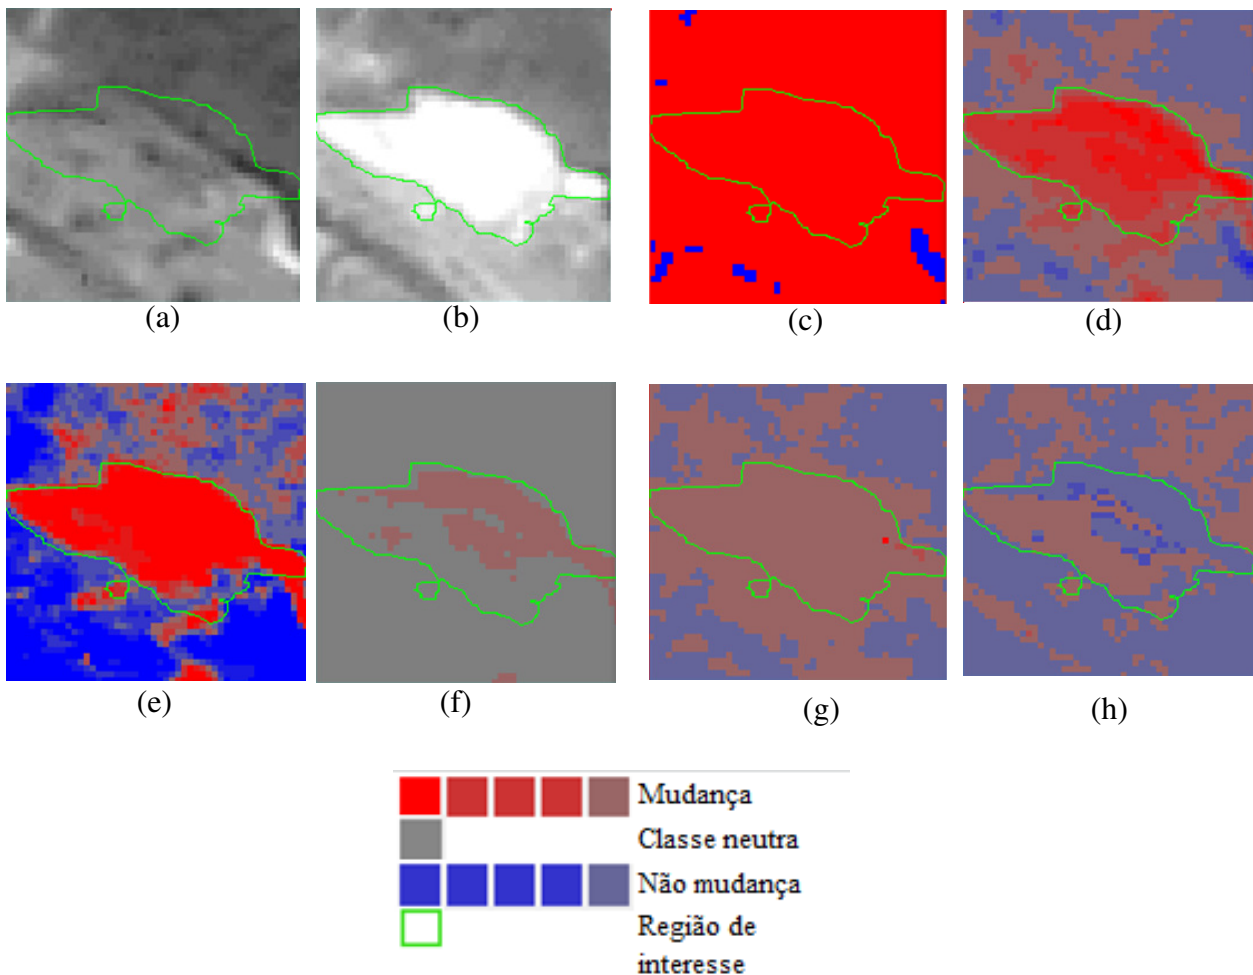 (a)
(b)
(c)
(d)
(e)
(f)
(g)
(h)
Mudança
Classe neutra
Não mudança
Região de
interesse